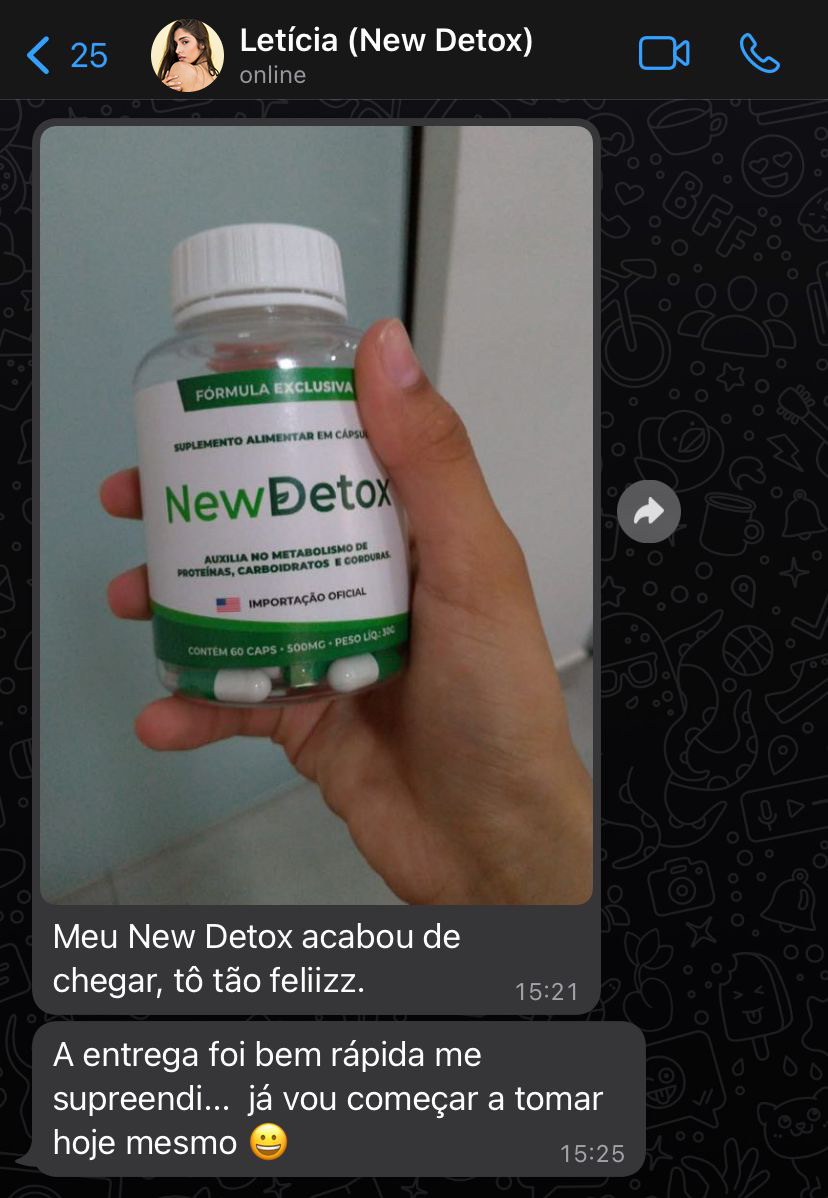 25
Letícia (New Detox)
online
FÓRMULA EXCLUSIVA
SUPLEMENTO ALIMENTAR EM
NewDetox
AUXILIA NO METABOLISMO DE
PROTEÍNAS, CARBOIDRATOS E GORDURAS.
IMPORTAÇÃO OFICIAL
CONTÉM 60 CAPS • 500MG • PESO LÍQ.: 30G
BFF
Meu New Detox acabou de
chegar, tô tão feliizz.
15:21
A entrega foi bem rápida me
supreendi... já vou começar a tomar
hoje mesmo 😀
15:25